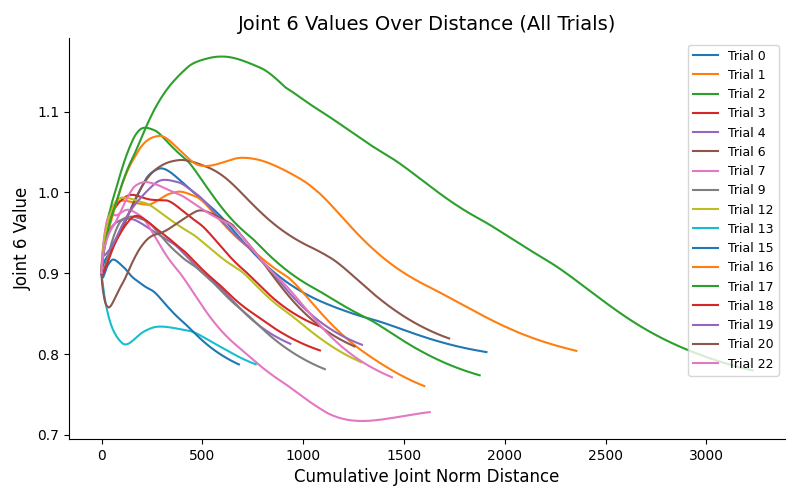 Joint 6 Values Over Distance (All Trials)
Joint 6 Value
1.1
1.0
0.9
0.8
0.7
0
500
1000
1500
2000
2500
3000
Cumulative Joint Norm Distance
Trial 0
Trial 1
Trial 2
Trial 3
Trial 4
Trial 6
Trial 7
Trial 9
Trial 12
Trial 13
Trial 15
Trial 16
Trial 17
Trial 18
Trial 19
Trial 20
Trial 22